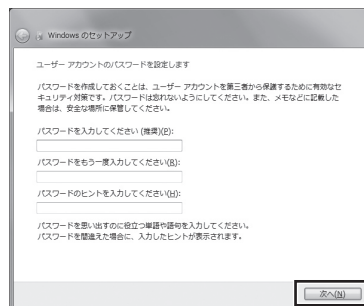 Windows のセットアップ
ユーザー アカウントのパスワードを設定します
パスワードを作成しておくことは、ユーザー アカウントを第三者から保護するために有効なセ
キュリティ対策です。パスワードは忘れないようにしてください。また、メモなどに記載した
場合は、安全な場所に保管してください。
パスワードを入力してください (推奨)(P):
パスワードをもう一度入力してください(R):
パスワードのヒントを入力してください(H):
パスワードを思い出すのに役立つ単語や語句を入力してください。
パスワードを間違えた場合に、入力したヒントが表示されます。
次へ(N)